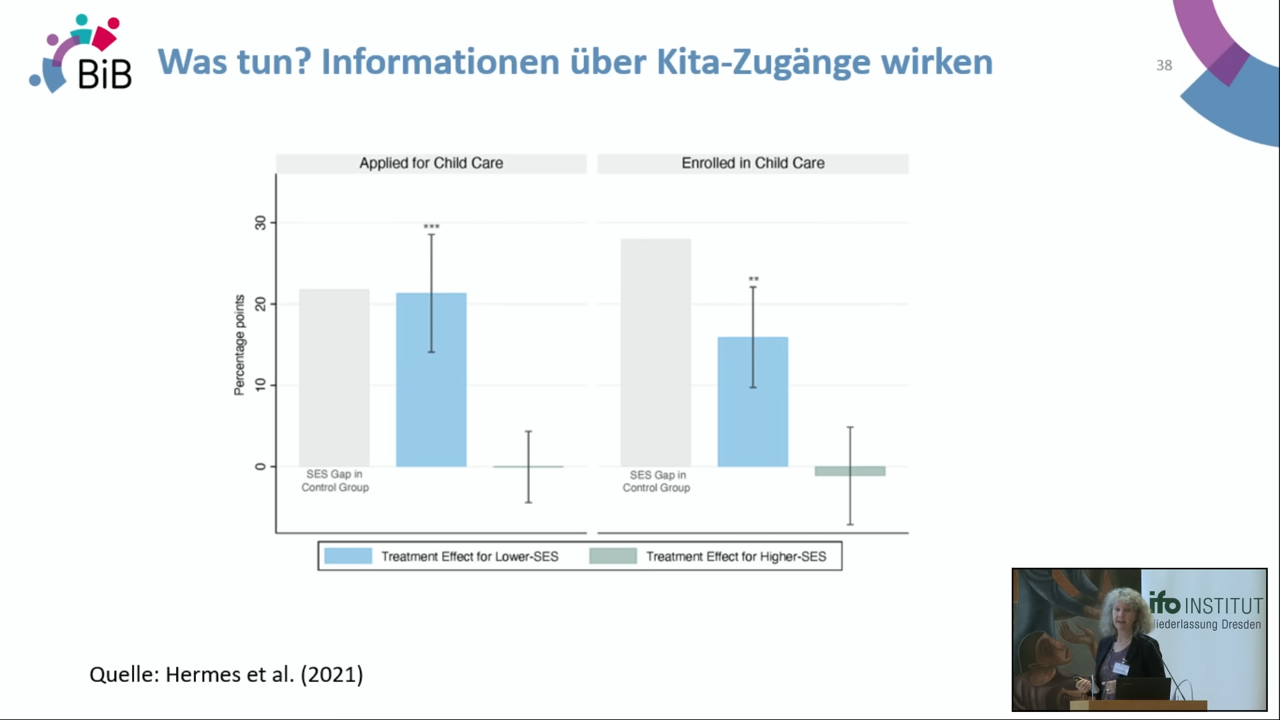 BiB
Was tun? Informationen über Kita-Zugänge wirken
38
Applied for Child Care
Enrolled in Child Care
Percentage points
30
20
10
0
***
**
SES Gap in
Control Group
SES Gap in
Control Group
Treatment Effect for Lower-SES
Treatment Effect for Higher-SES
ifo INSTITUT
iederlassung Dresden
Quelle: Hermes et al. (2021)